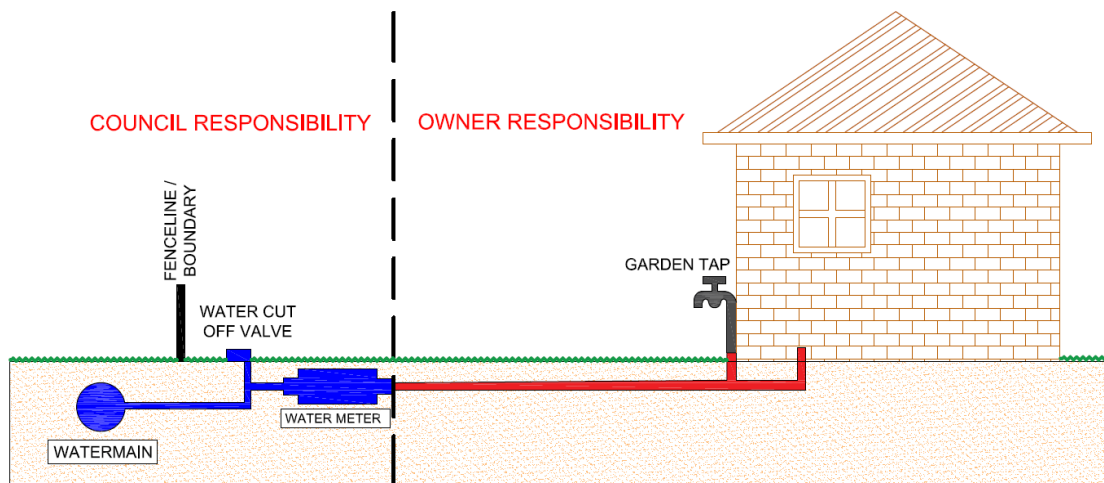 COUNCIL RESPONSIBILITY
OWNER RESPONSIBILITY
FENCELINE /
BOUNDARY
WATER CUT
OFF VALVE
GARDEN TAP
WATER METER
WATERMAIN